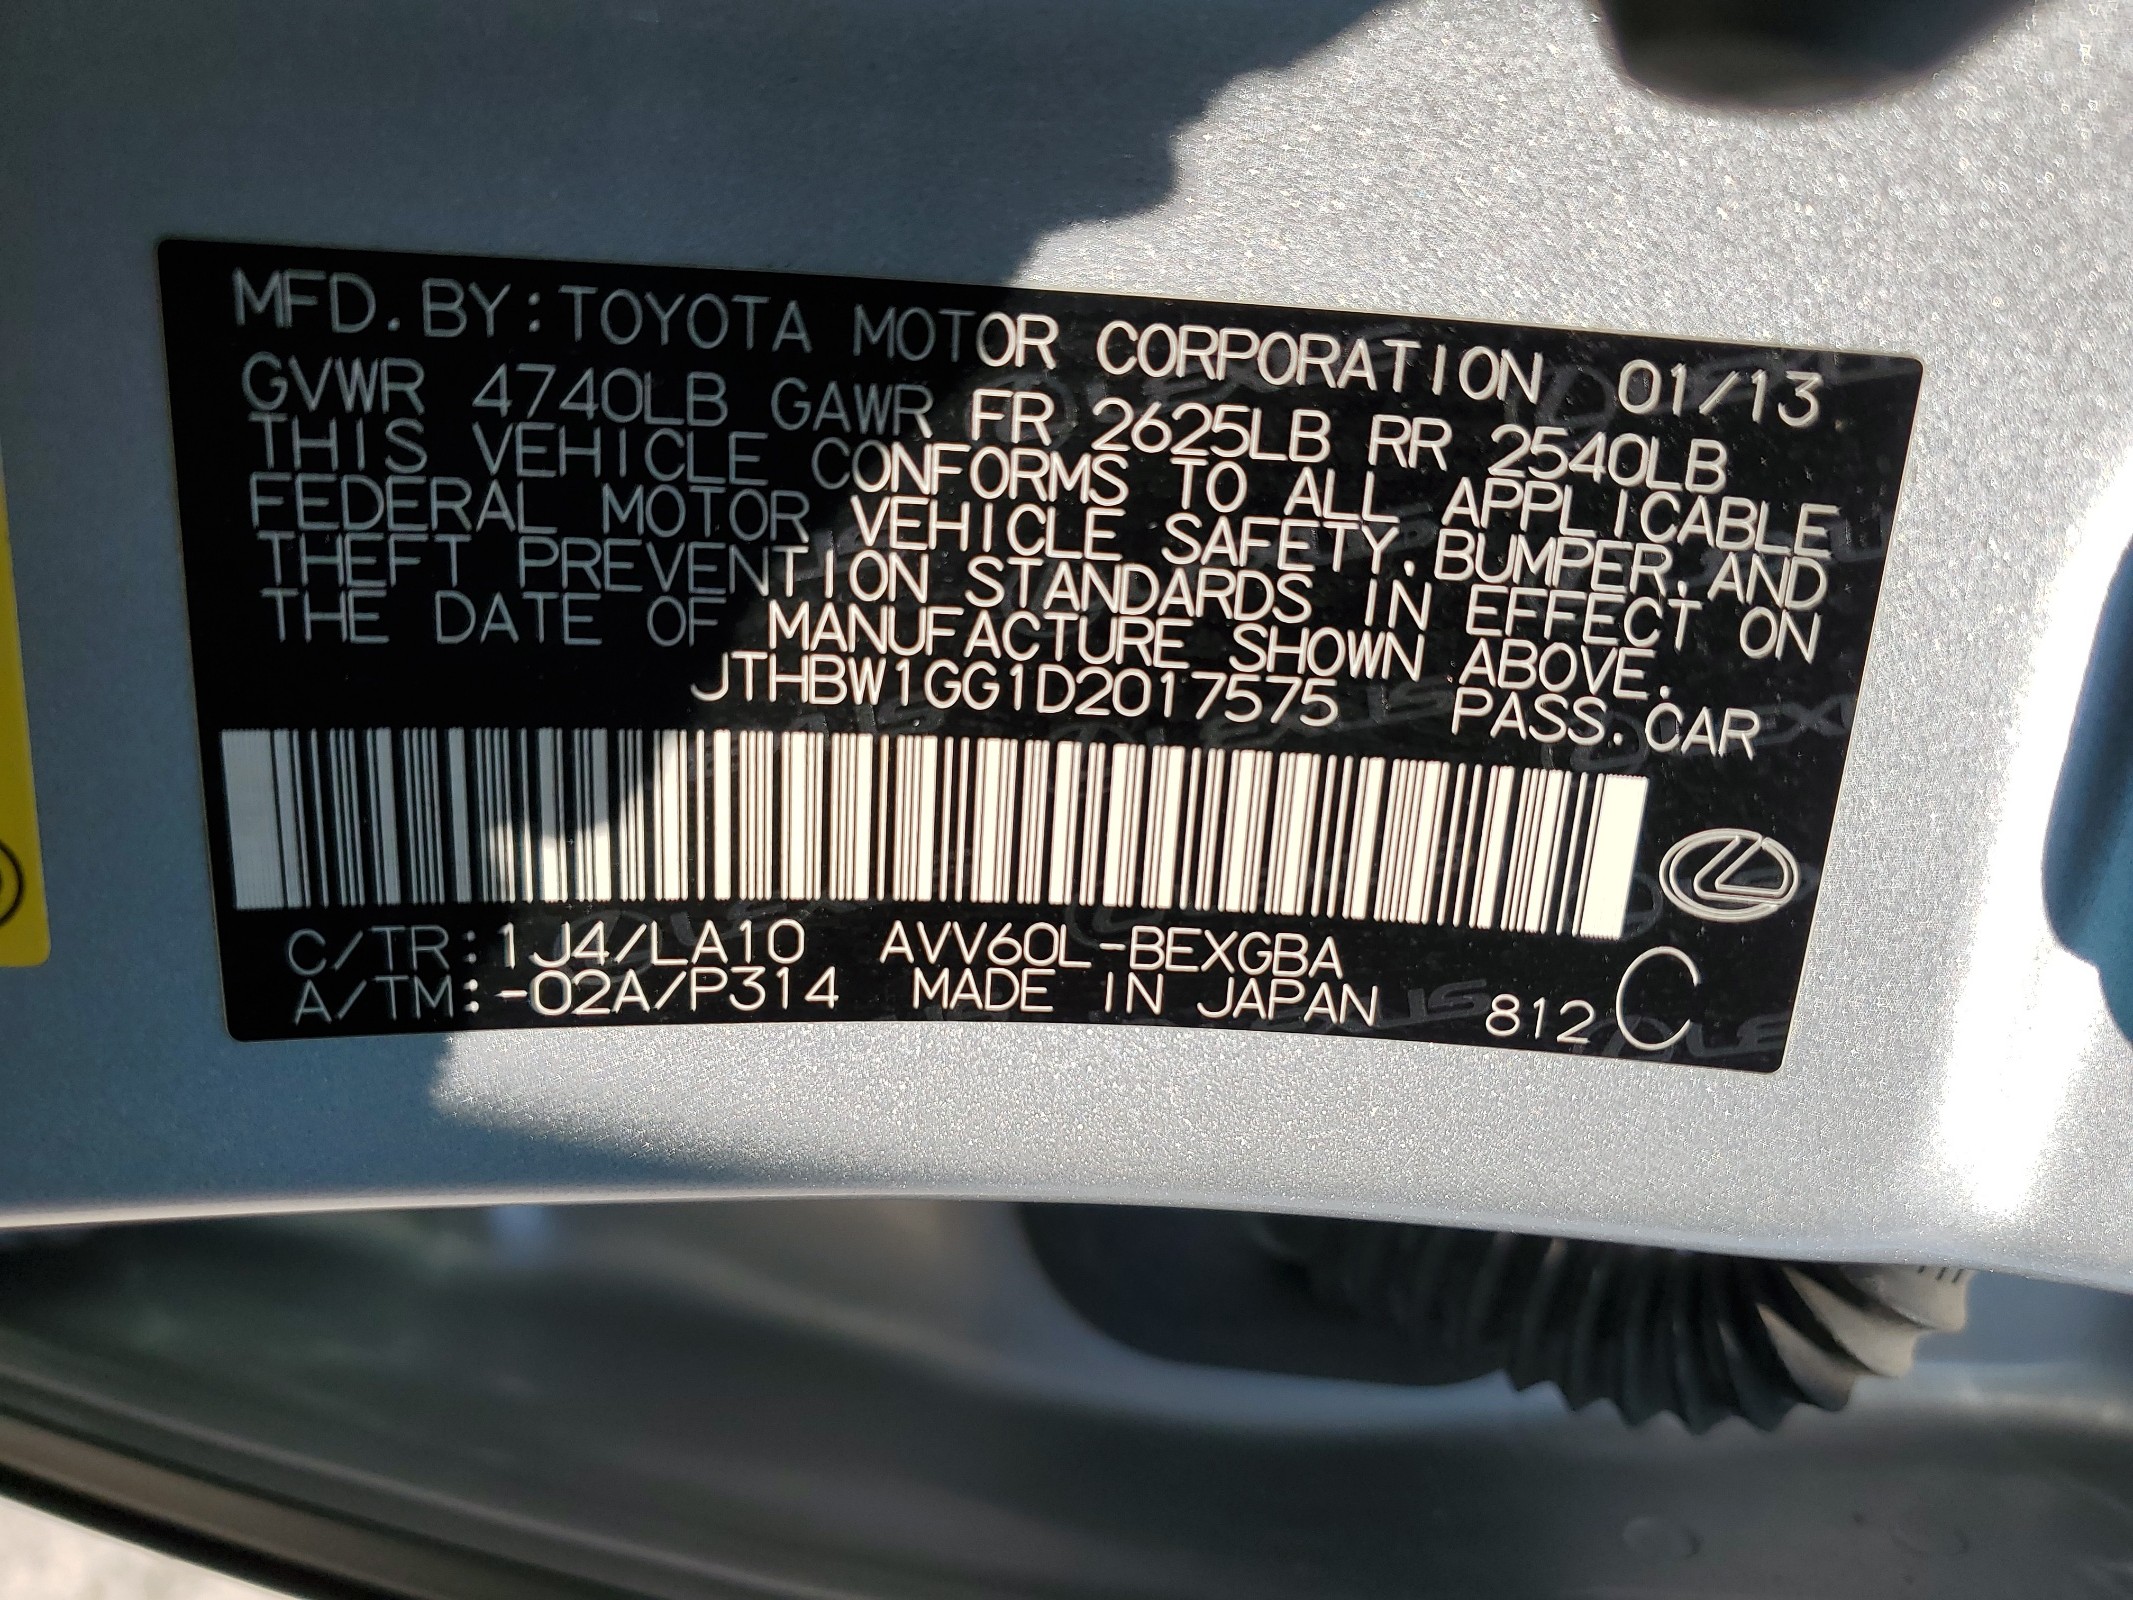 MFD. BY: TOYOTA MOTOR CORPORATION 01/13
GVWR 4740LB GAWR FR 2625LB RR 2540LB
THIS VEHICLE CONFORMS TO ALL APPLICABLE
FEDERAL MOTOR VEHICLE SAFETY, BUMPER, AND
THEFT PREVENTION STANDARDS IN EFFECT ON
THE DATE OF MANUFACTURE SHOWN ABOVE.
JTHBW1GG1D2017575 PASS. CAR
C/TR: 1J4/LA10 AVV60L-BEXGBA
A/TM: -02A/P314 MADE IN JAPAN 812 C